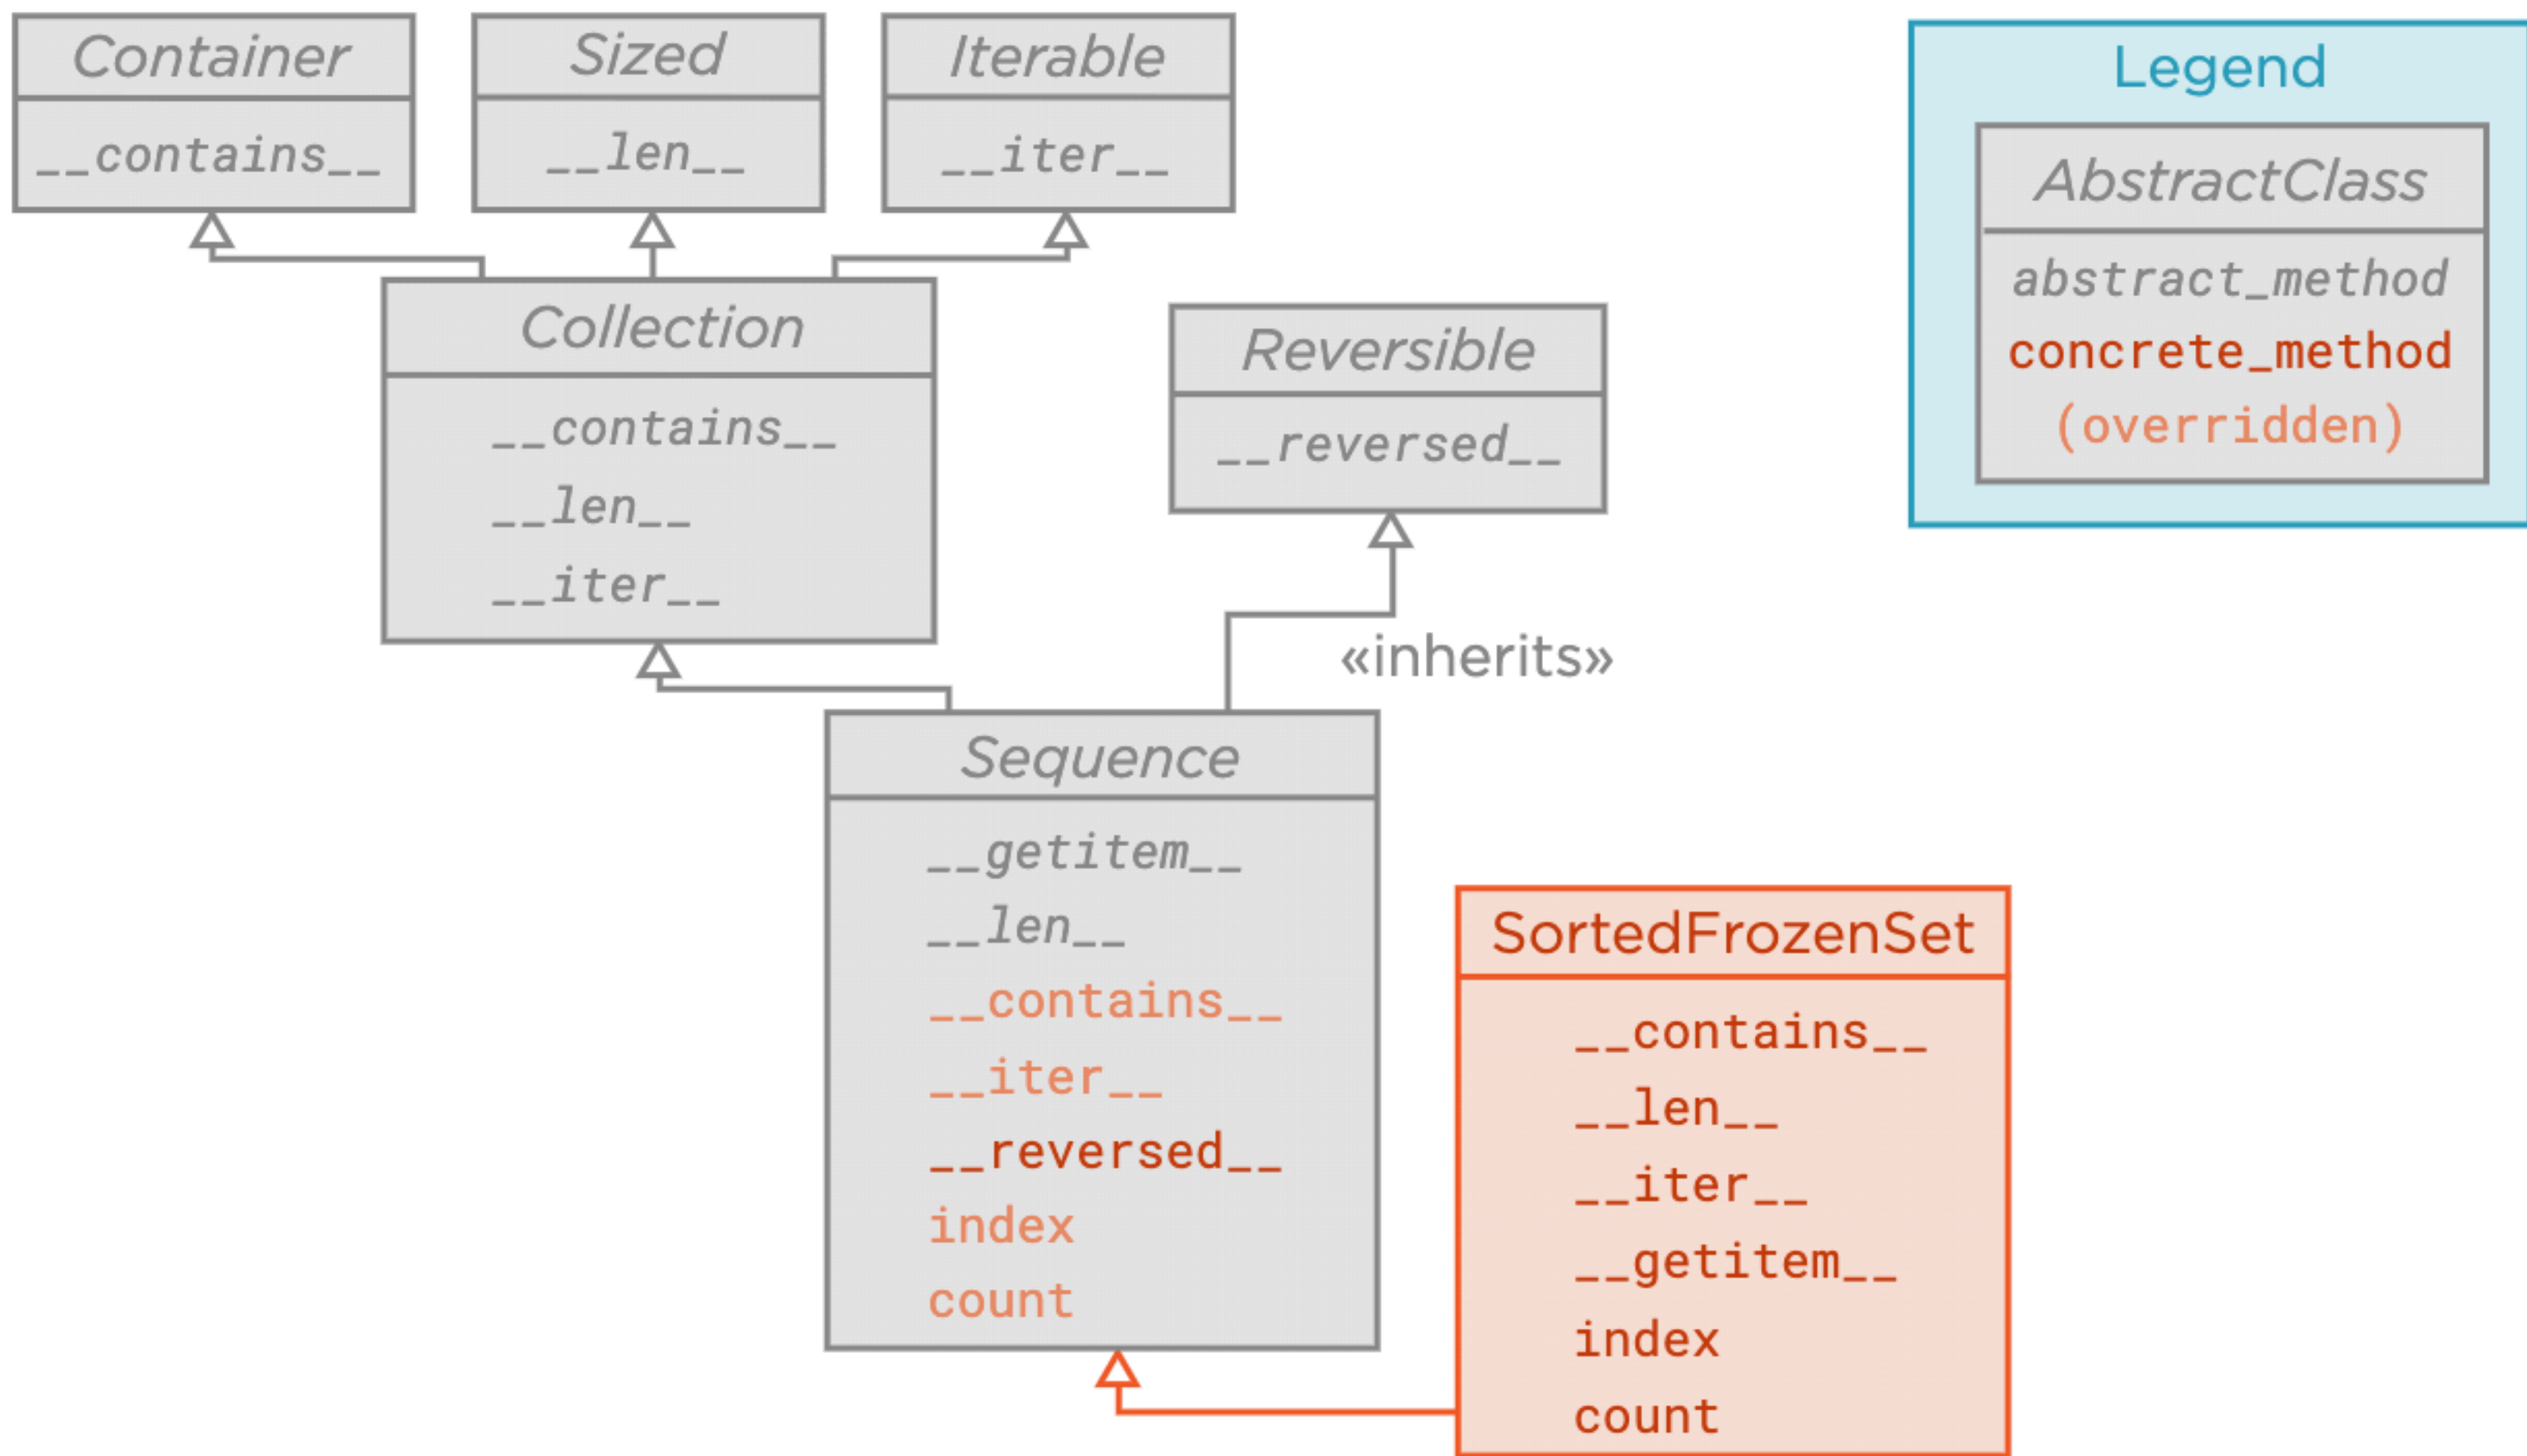 Container
__contains__
Sized
__len__
Iterable
__iter__
Legend
AbstractClass
abstract_method
concrete_method
(overridden)
Collection
__contains__
__len__
__iter__
Reversible
__reversed__
«inherits»
Sequence
__getitem__
__len__
__contains__
__iter__
__reversed__
index
count
SortedFrozenSet
__contains__
__len__
__iter__
__getitem__
index
count